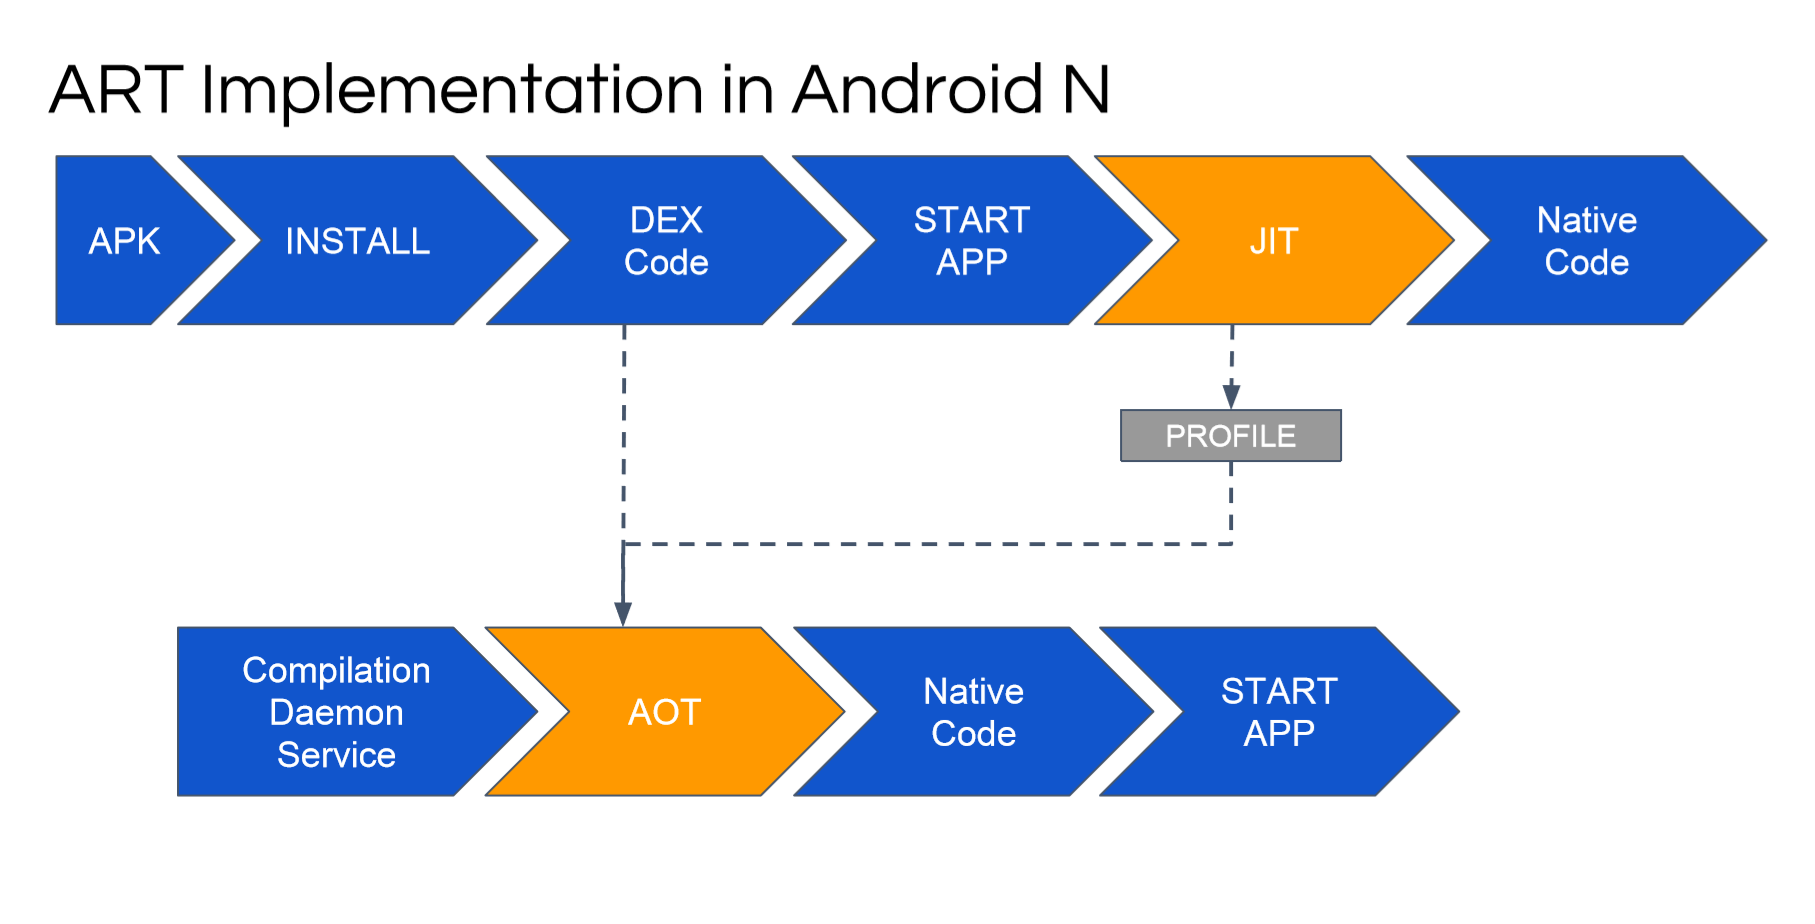 ART Implementation in Android N
APK
INSTALL
DEX
Code
START
APP
JIT
Native
Code
PROFILE
Compilation
Daemon
Service
AOT
Native
Code
START
APP